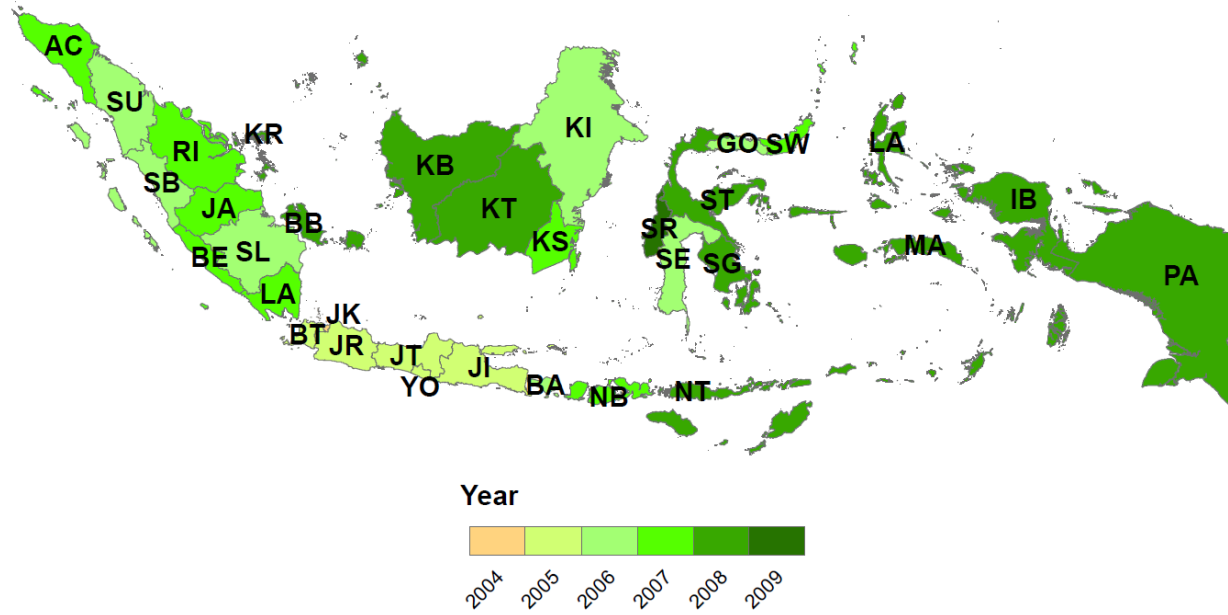 AC
SU
KR
RI
KI
GO SW
LA
KB
SB
ST
IB
JA
KT
BB
SR
KS
MA
BE
SL
SE
SG
PA
LA
JK
BT
JR
JT
JI
YO
BA
NB
NT
Year
2004
2005
2006
2007
2008
2009